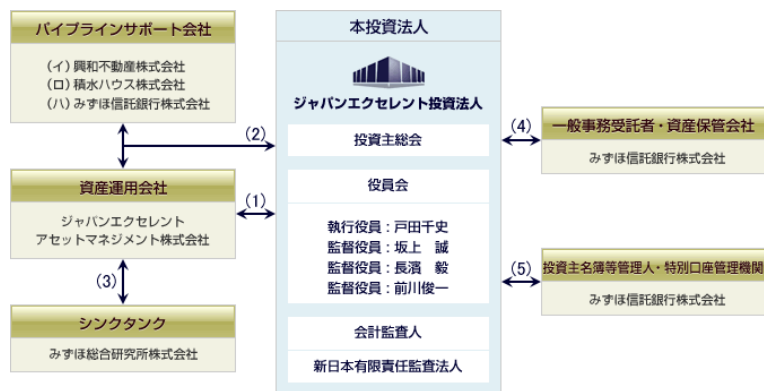 パイプラインサポート会社
(イ)興和不動産株式会社
(ロ)積水ハウス株式会社
(ハ)みずほ信託銀行株式会社
資産運用会社
ジャパンエクセレント
アセットマネジメント株式会社
(3)
シンクタンク
みずほ総合研究所株式会社
(2)
(1)
本投資法人
ジャパンエクセレント投資法人
投資主総会
役員会
執行役員:戸田千史
監督役員:坂上 誠
監督役員:長濱 毅
監督役員:前川俊一
会計監査人
新日本有限責任監査法人
(4)
一般事務受託者・資産保管会社
みずほ信託銀行株式会社
(5)
投資主名簿等管理人・特別口座管理機関
みずほ信託銀行株式会社